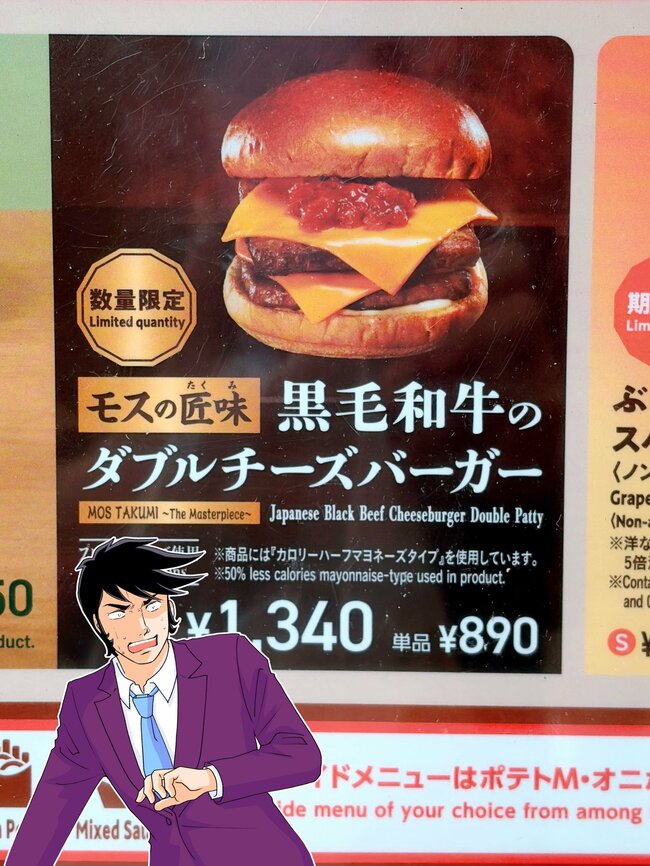 数量限定
Limited quantity
たくみ
モスの匠味
黒毛和牛の
ダブルチーズバーガー
MOS TAKUMI ~The Masterpiece~
Japanese Black Beef Cheeseburger Double Patty
※商品には『カロリーハーフマヨネーズタイプ』を使用しています。
※50% less calories mayonnaise-type used in product.
¥1,340
単品 ¥890
50
duct.
期
Lim
ぶ
ス
〈ノン
Grape
〈Non-a
※洋な
5倍
※Conta
and
S ¥
イドメニューはポテトM・オニ
ide menu of your choice from among
Mixed Sa